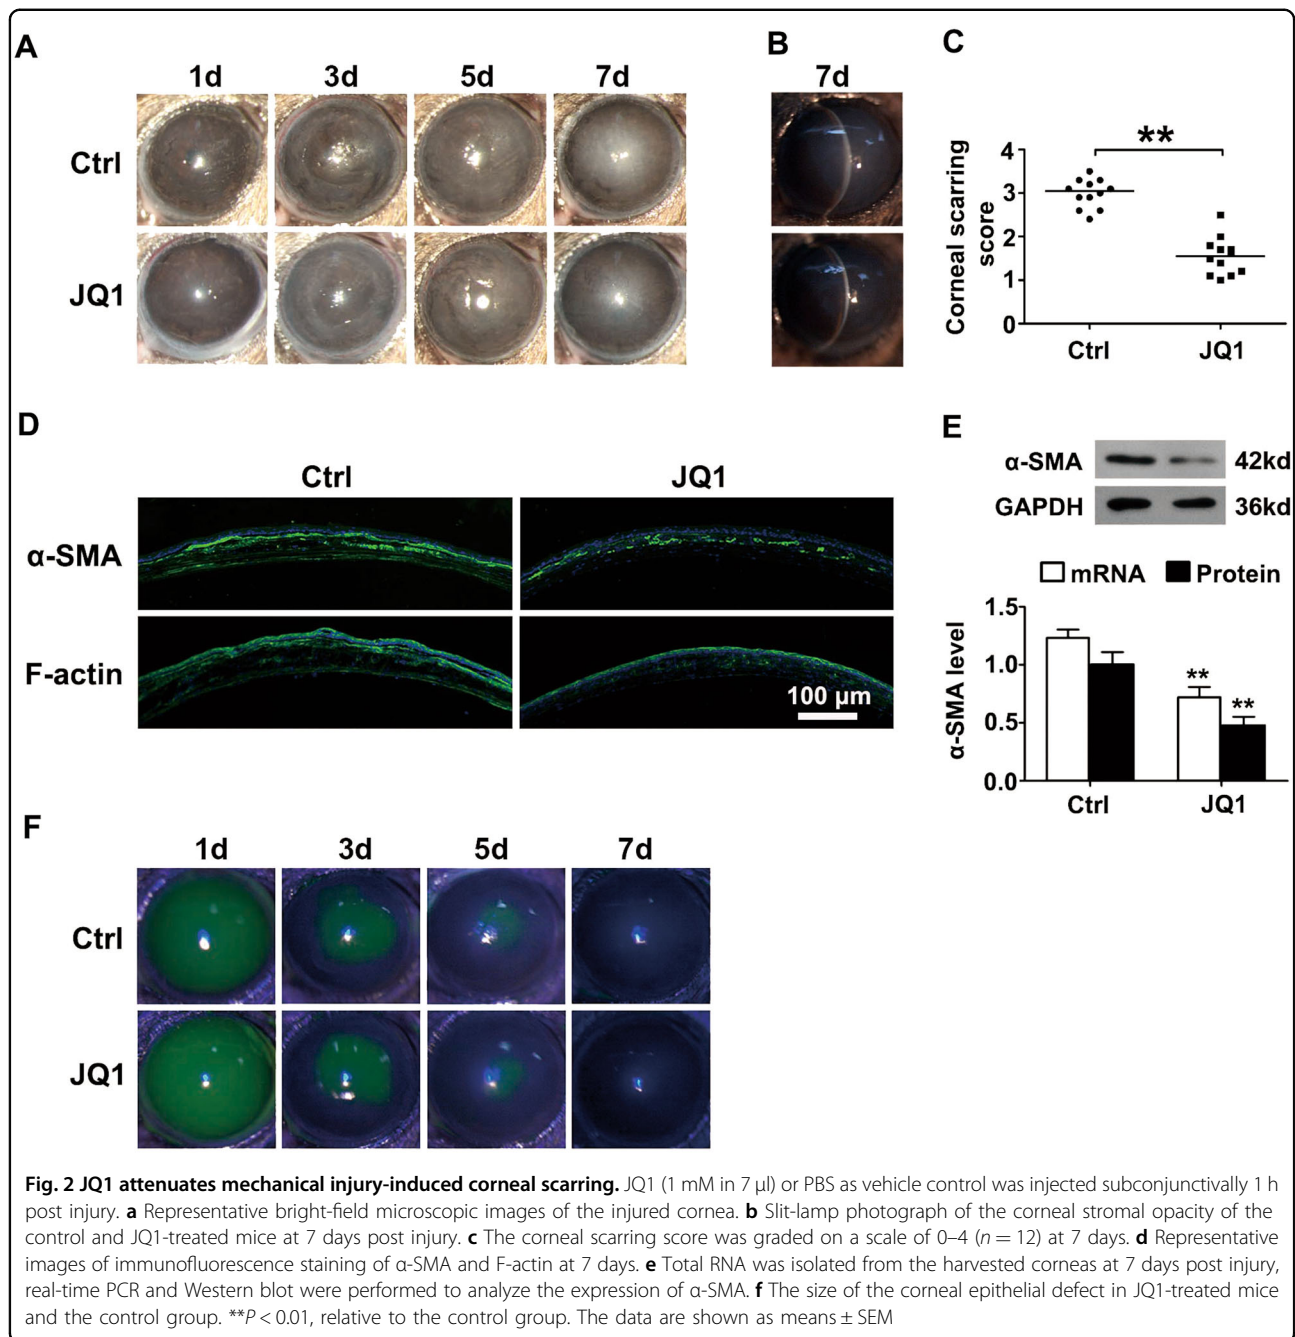 A
1d 3d 5d 7d
Ctrl
JQ1
B
7d
C
Corneal scarring
score
4
3
2
1
0
**
Ctrl JQ1
D
Ctrl JQ1
α-SMA
F-actin
100 μm
E
α-SMA 42kd
GAPDH 36kd
mRNA Protein
α-SMA level
1.5
1.0
0.5
0.0
**
**
Ctrl JQ1
F
1d 3d 5d 7d
Ctrl
JQ1
Fig. 2 JQ1 attenuates mechanical injury-induced corneal scarring. JQ1 (1 mM in 7 μl) or PBS as vehicle control was injected subconjunctivally 1 h
post injury. a Representative bright-field microscopic images of the injured cornea. b Slit-lamp photograph of the corneal stromal opacity of the
control and JQ1-treated mice at 7 days post injury. c The corneal scarring score was graded on a scale of 0–4 (n = 12) at 7 days. d Representative
images of immunofluorescence staining of α-SMA and F-actin at 7 days. e Total RNA was isolated from the harvested corneas at 7 days post injury,
real-time PCR and Western blot were performed to analyze the expression of α-SMA. f The size of the corneal epithelial defect in JQ1-treated mice
and the control group. **P < 0.01, relative to the control group. The data are shown as means ± SEM